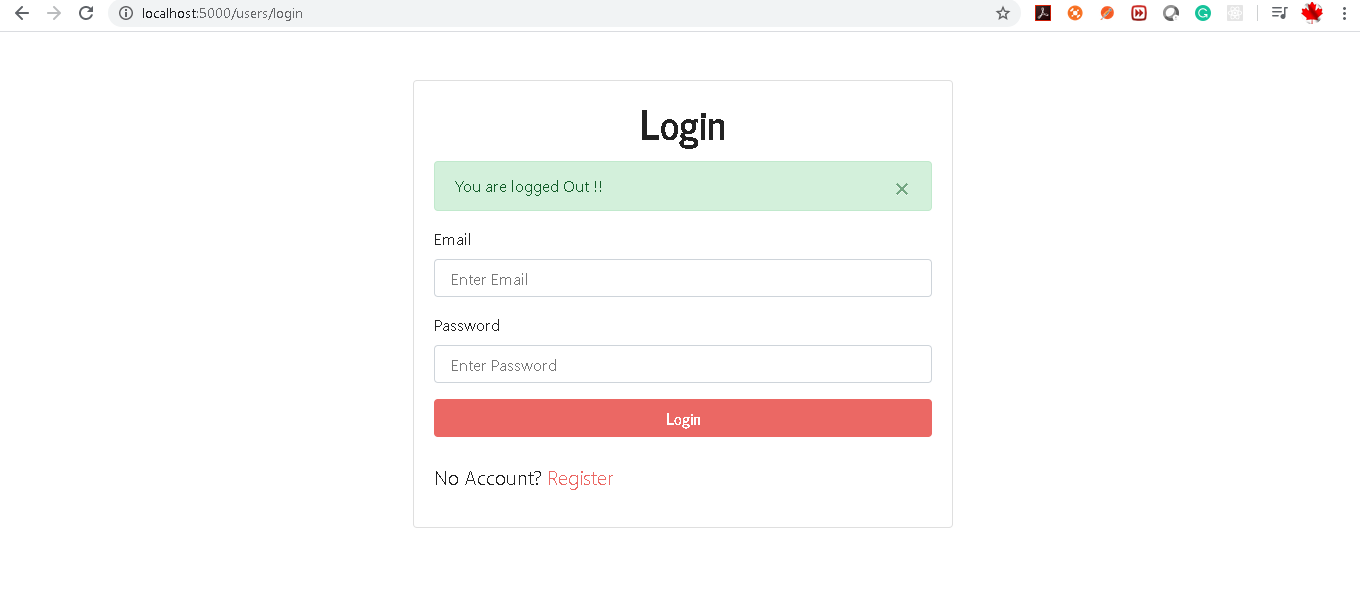 localhost:5000/users/login
Login
You are logged Out !!
Email
Enter Email
Password
Enter Password
Login
No Account? Register